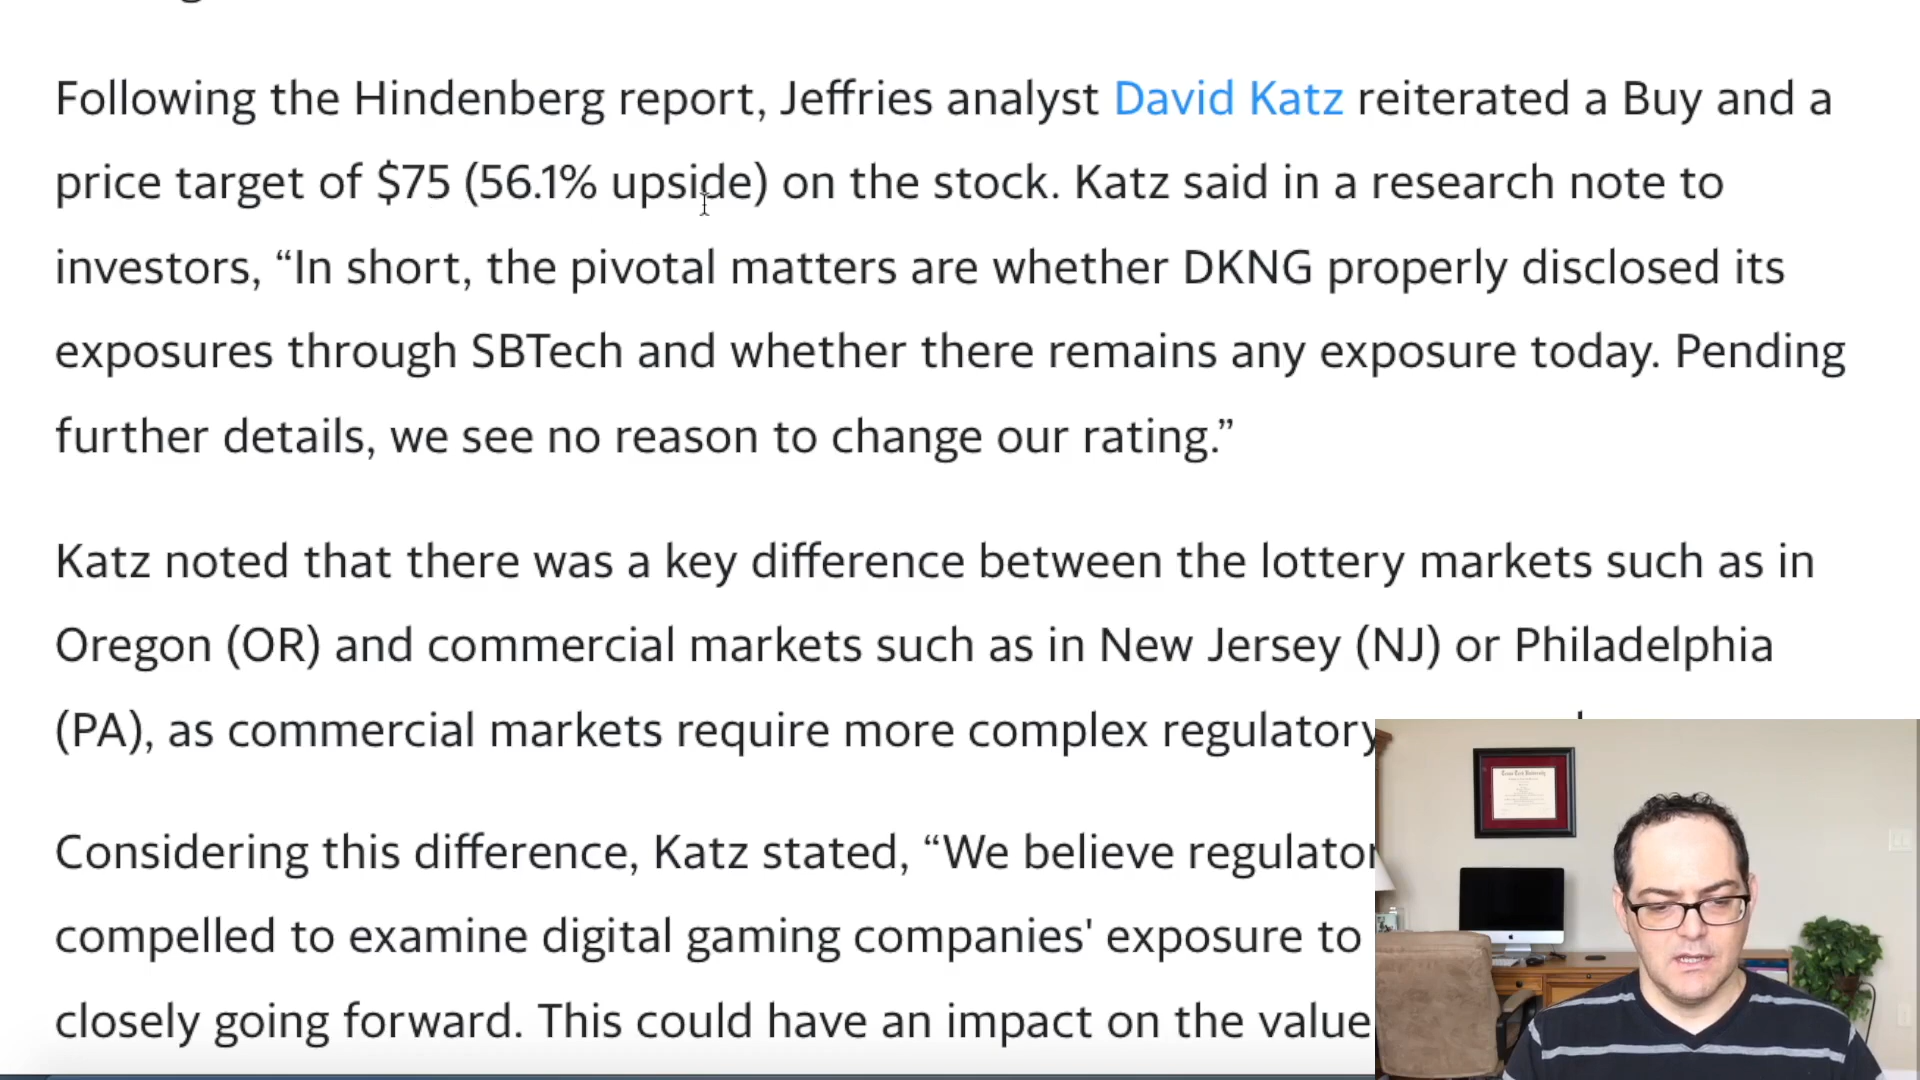 Following the Hindenberg report, Jeffries analyst David Katz reiterated a Buy and a
price target of $75 (56.1% upside) on the stock. Katz said in a research note to
investors, “In short, the pivotal matters are whether DKNG properly disclosed its
exposures through SBTech and whether there remains any exposure today. Pending
further details, we see no reason to change our rating.”
Katz noted that there was a key difference between the lottery markets such as in
Oregon (OR) and commercial markets such as in New Jersey (NJ) or Philadelphia
(PA), as commercial markets require more complex regulatory
Considering this difference, Katz stated, “We believe
compelled to examine digital gaming companies' exposure to
closely going forward. This could have an impact on the value
Texas Tech University